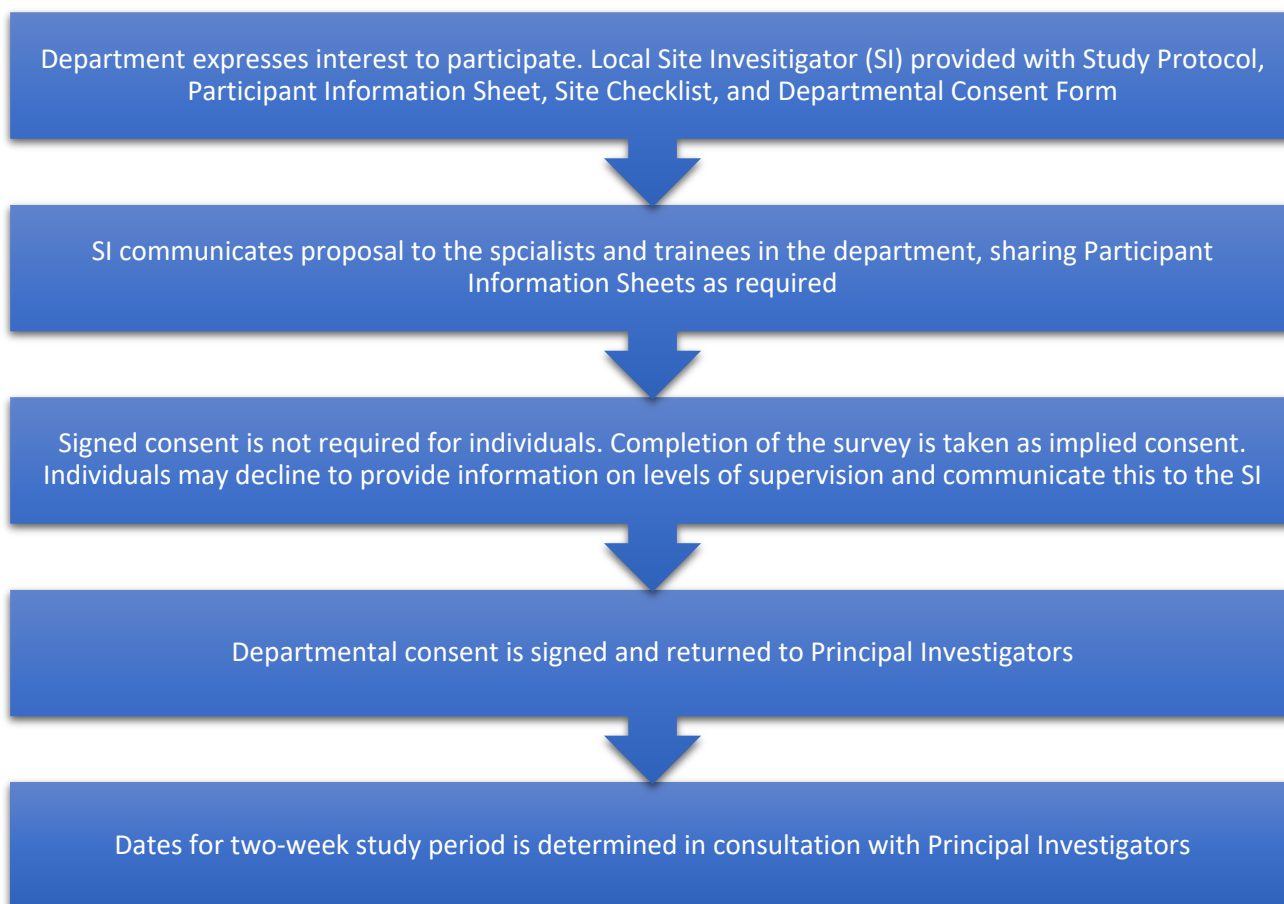 Department expresses interest to participate. Local Site Invesitigator (SI) provided with Study Protocol,
Participant Information Sheet, Site Checklist, and Departmental Consent Form
SI communicates proposal to the spcialists and trainees in the department, sharing Participant
Information Sheets as required
Signed consent is not required for individuals. Completion of the survey is taken as implied consent.
Individuals may decline to provide information on levels of supervision and communicate this to the SI
Departmental consent is signed and returned to Principal Investigators
Dates for two-week study period is determined in consultation with Principal Investigators